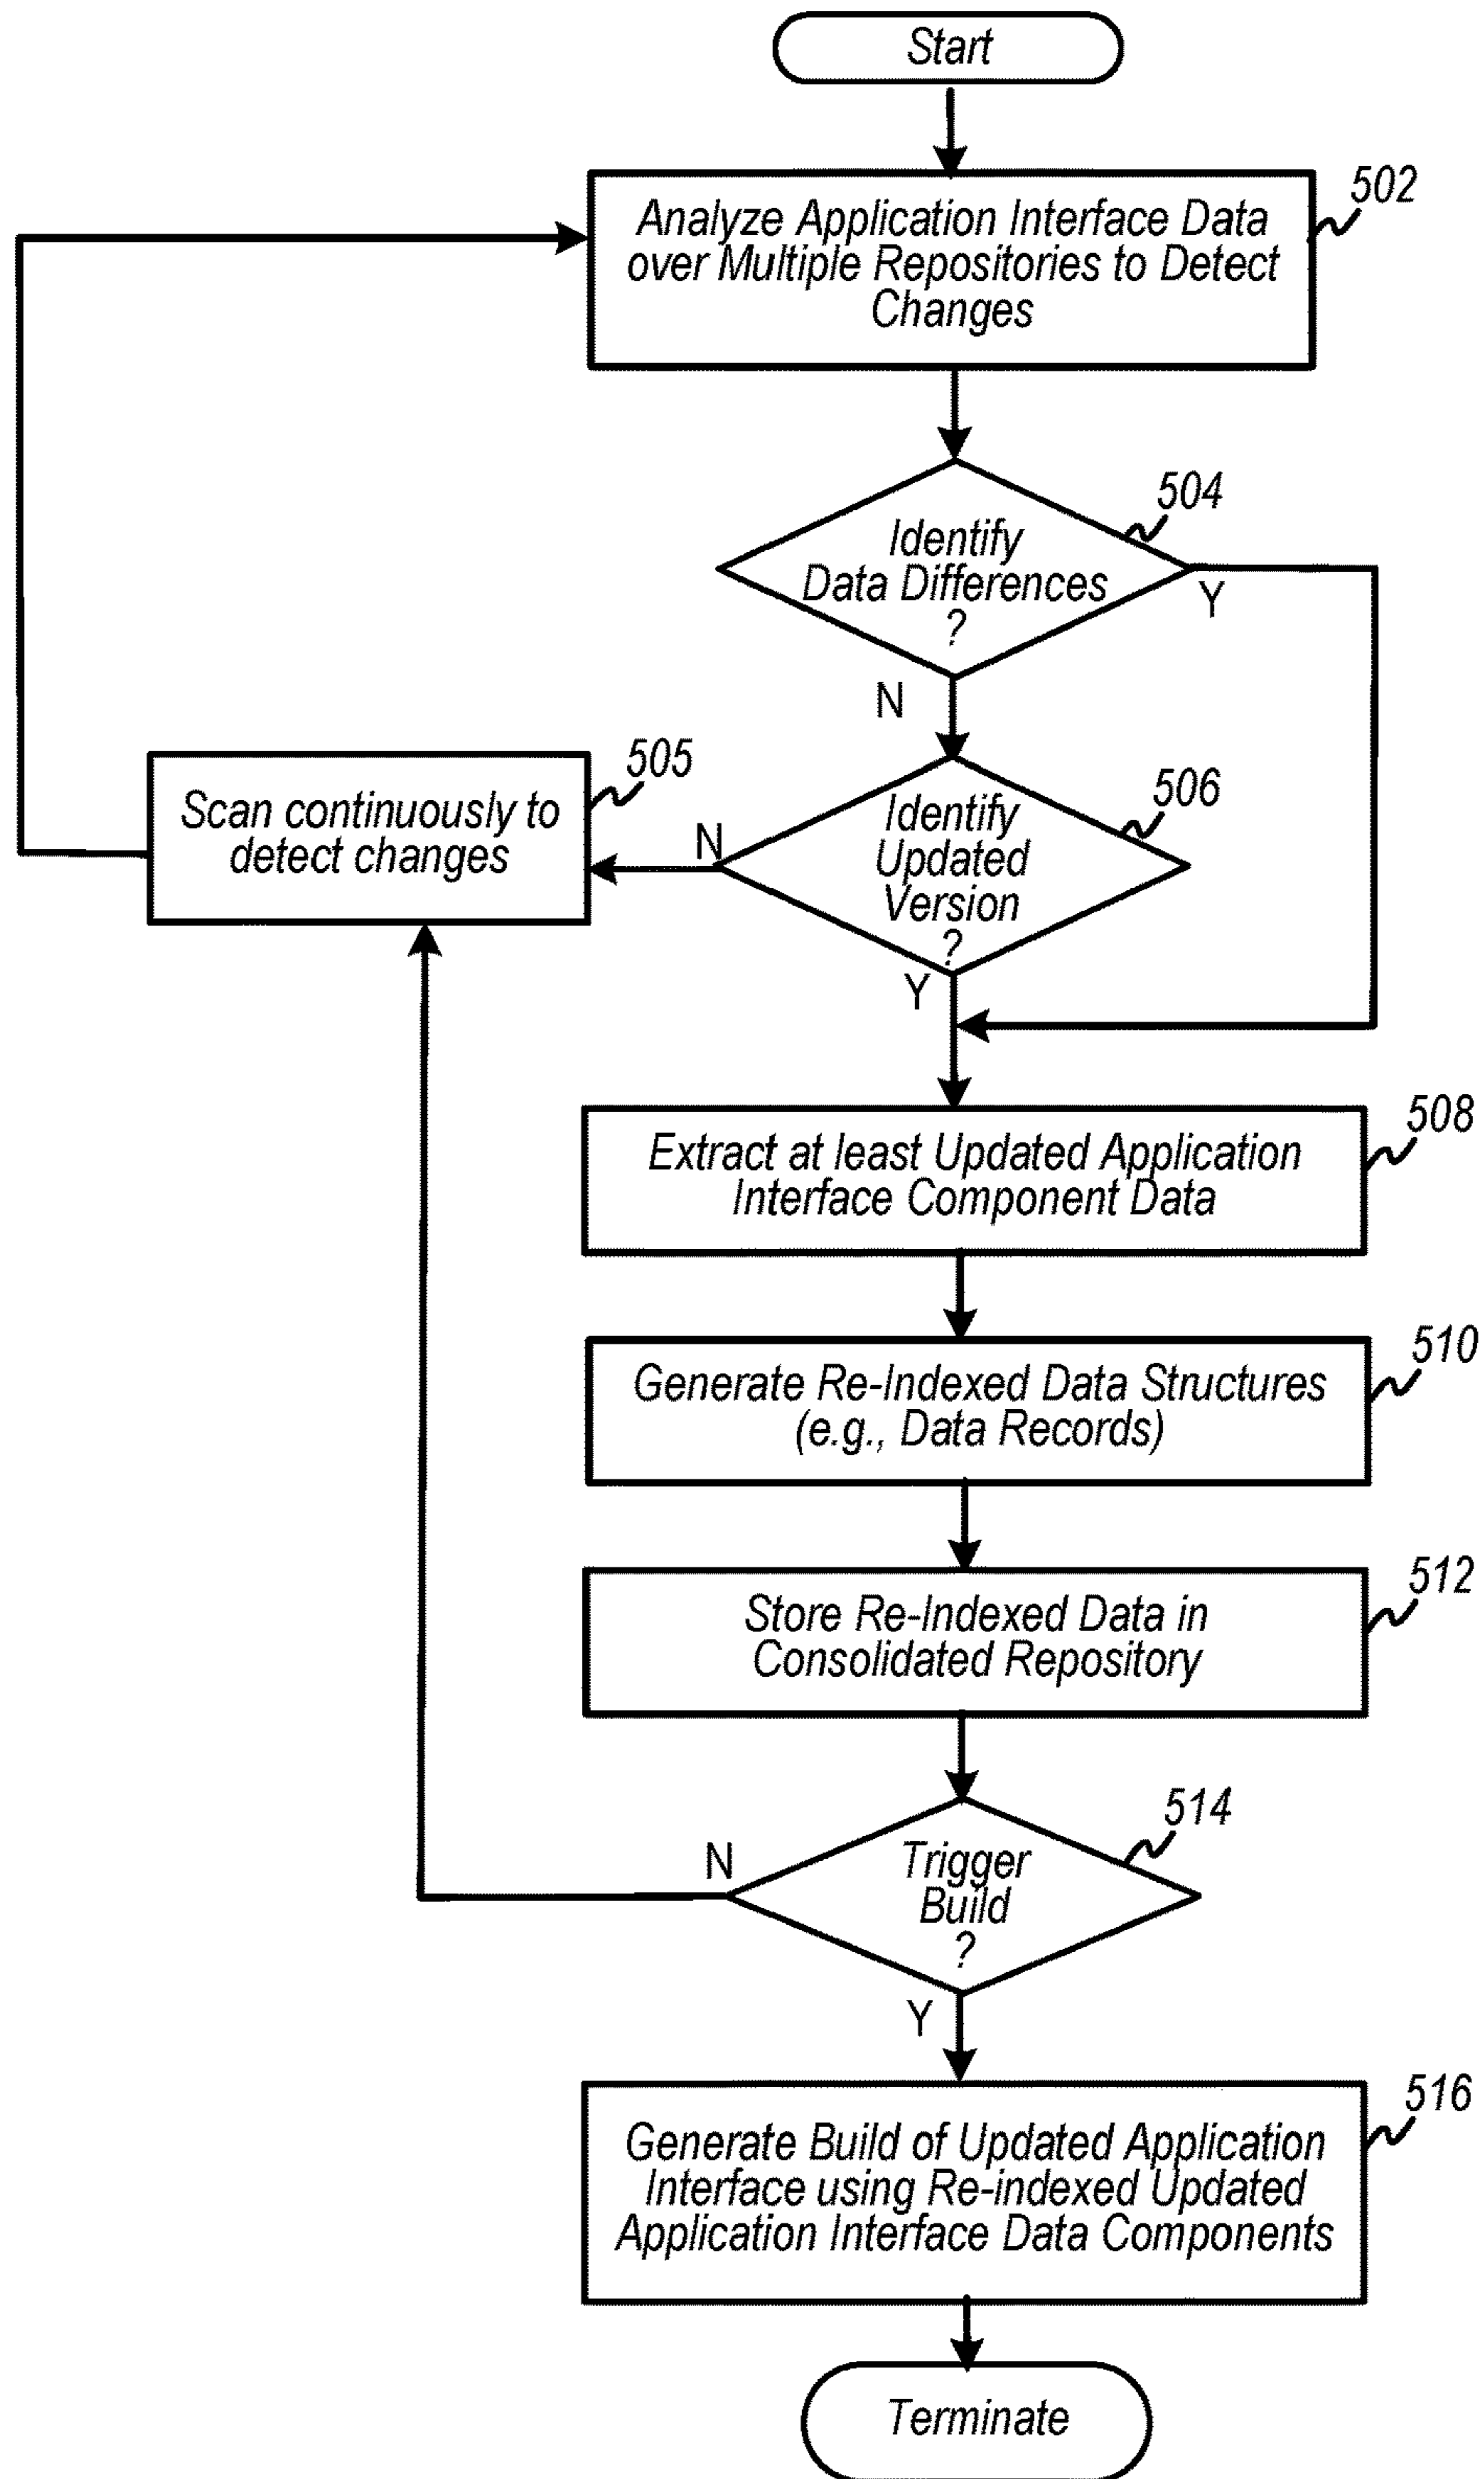 Start
502
Analyze Application Interface Data
over Multiple Repositories to Detect
Changes
504
Identify
Data Differences
?
Y
N
505
Scan continuously to
detect changes
506
Identify
Updated
Version
?
N
Y
508
Extract at least Updated Application
Interface Component Data
510
Generate Re-Indexed Data Structures
(e.g., Data Records)
512
Store Re-Indexed Data in
Consolidated Repository
514
Trigger
Build
?
N
Y
516
Generate Build of Updated Application
Interface using Re-indexed Updated
Application Interface Data Components
Terminate